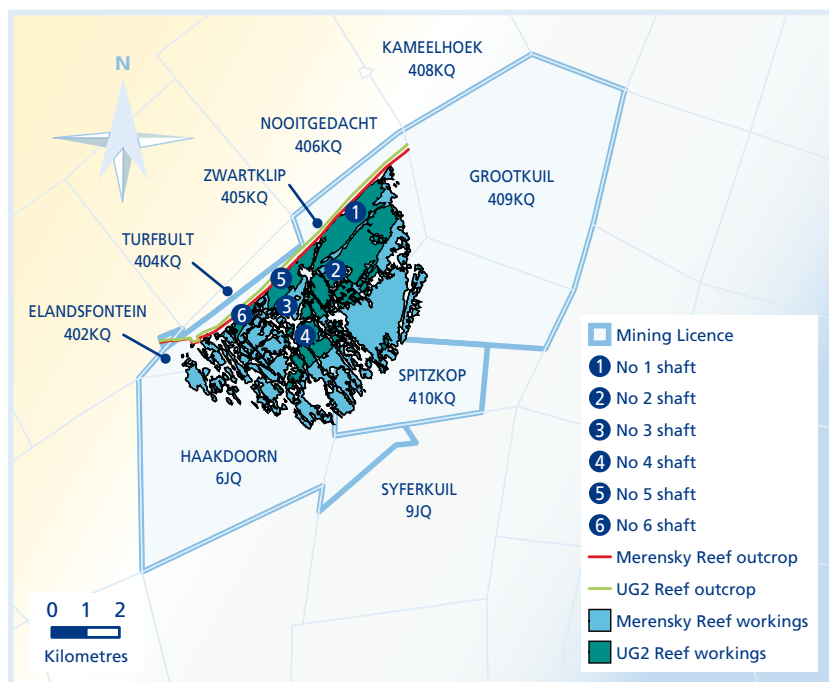 KAMEELHOEK
408KQ
N
NOOITGEDACHT
406KQ
ZWARTKLIP
405KQ
GROOTKUIL
409KQ
1
TURFBULT
404KQ
2
5
3
6
4
ELANDSFONTEIN
402KQ
SPITZKOP
410KQ
HAAKDOORN
6JQ
SYFERKUIL
9JQ
Mining Licence
1 No 1 shaft
2 No 2 shaft
3 No 3 shaft
4 No 4 shaft
5 No 5 shaft
6 No 6 shaft
Merensky Reef outcrop
UG2 Reef outcrop
Merensky Reef workings
UG2 Reef workings
0 1 2
Kilometres